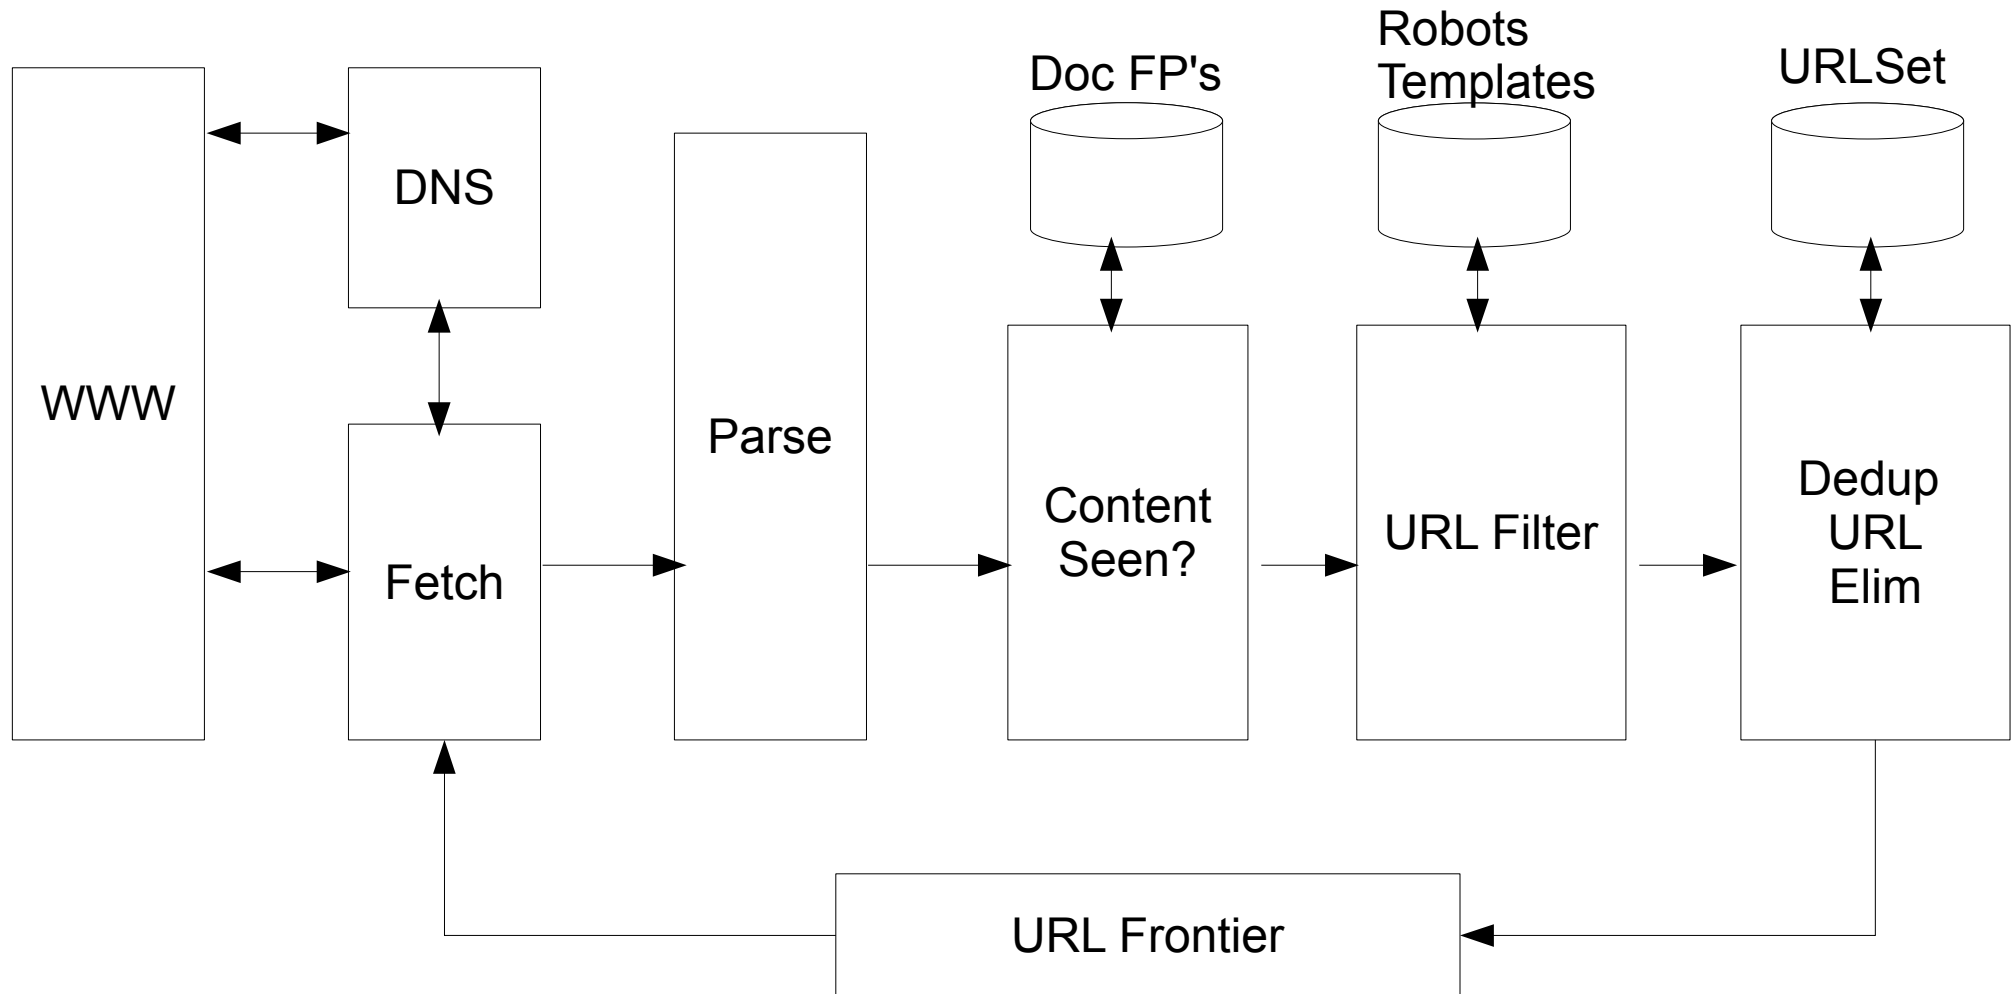 Robots
Templates
Doc FP's
URLSet
DNS
WWW
Parse
Content
Seen?
URL Filter
Dedup
URL
Elim
Fetch
URL Frontier